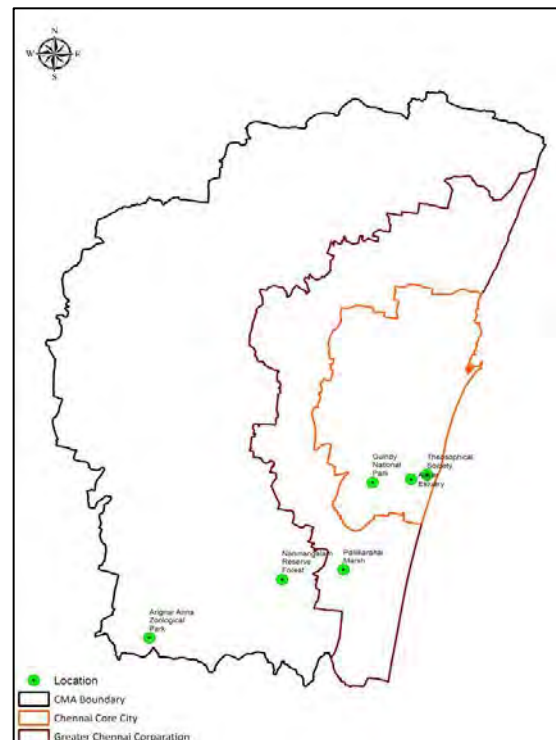 N
W
E
S
Guindy
National
Park
Theosophical
Society
Estuary
Nanmangalam
Reserve
Forest
Pallikaranai
Marsh
Arignar Anna
Zoological
Park
Location
CMA Boundary
Chennai Core City
Greater Chennai Corparation